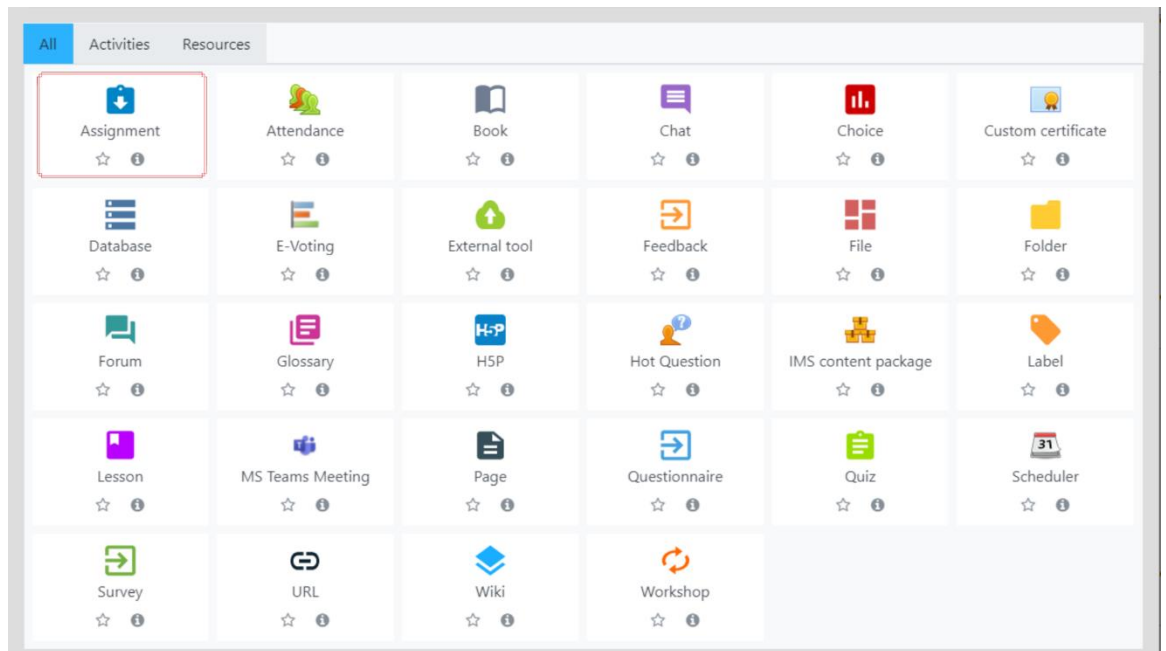 All Activities Resources
Assignment Attendance Book Chat Choice Custom certificate
Database E-Voting External tool Feedback File Folder
H5P
Forum Glossary H5P Hot Question IMS content package Label
31
Lesson MS Teams Meeting Page Questionnaire Quiz Scheduler
Survey URL Wiki Workshop